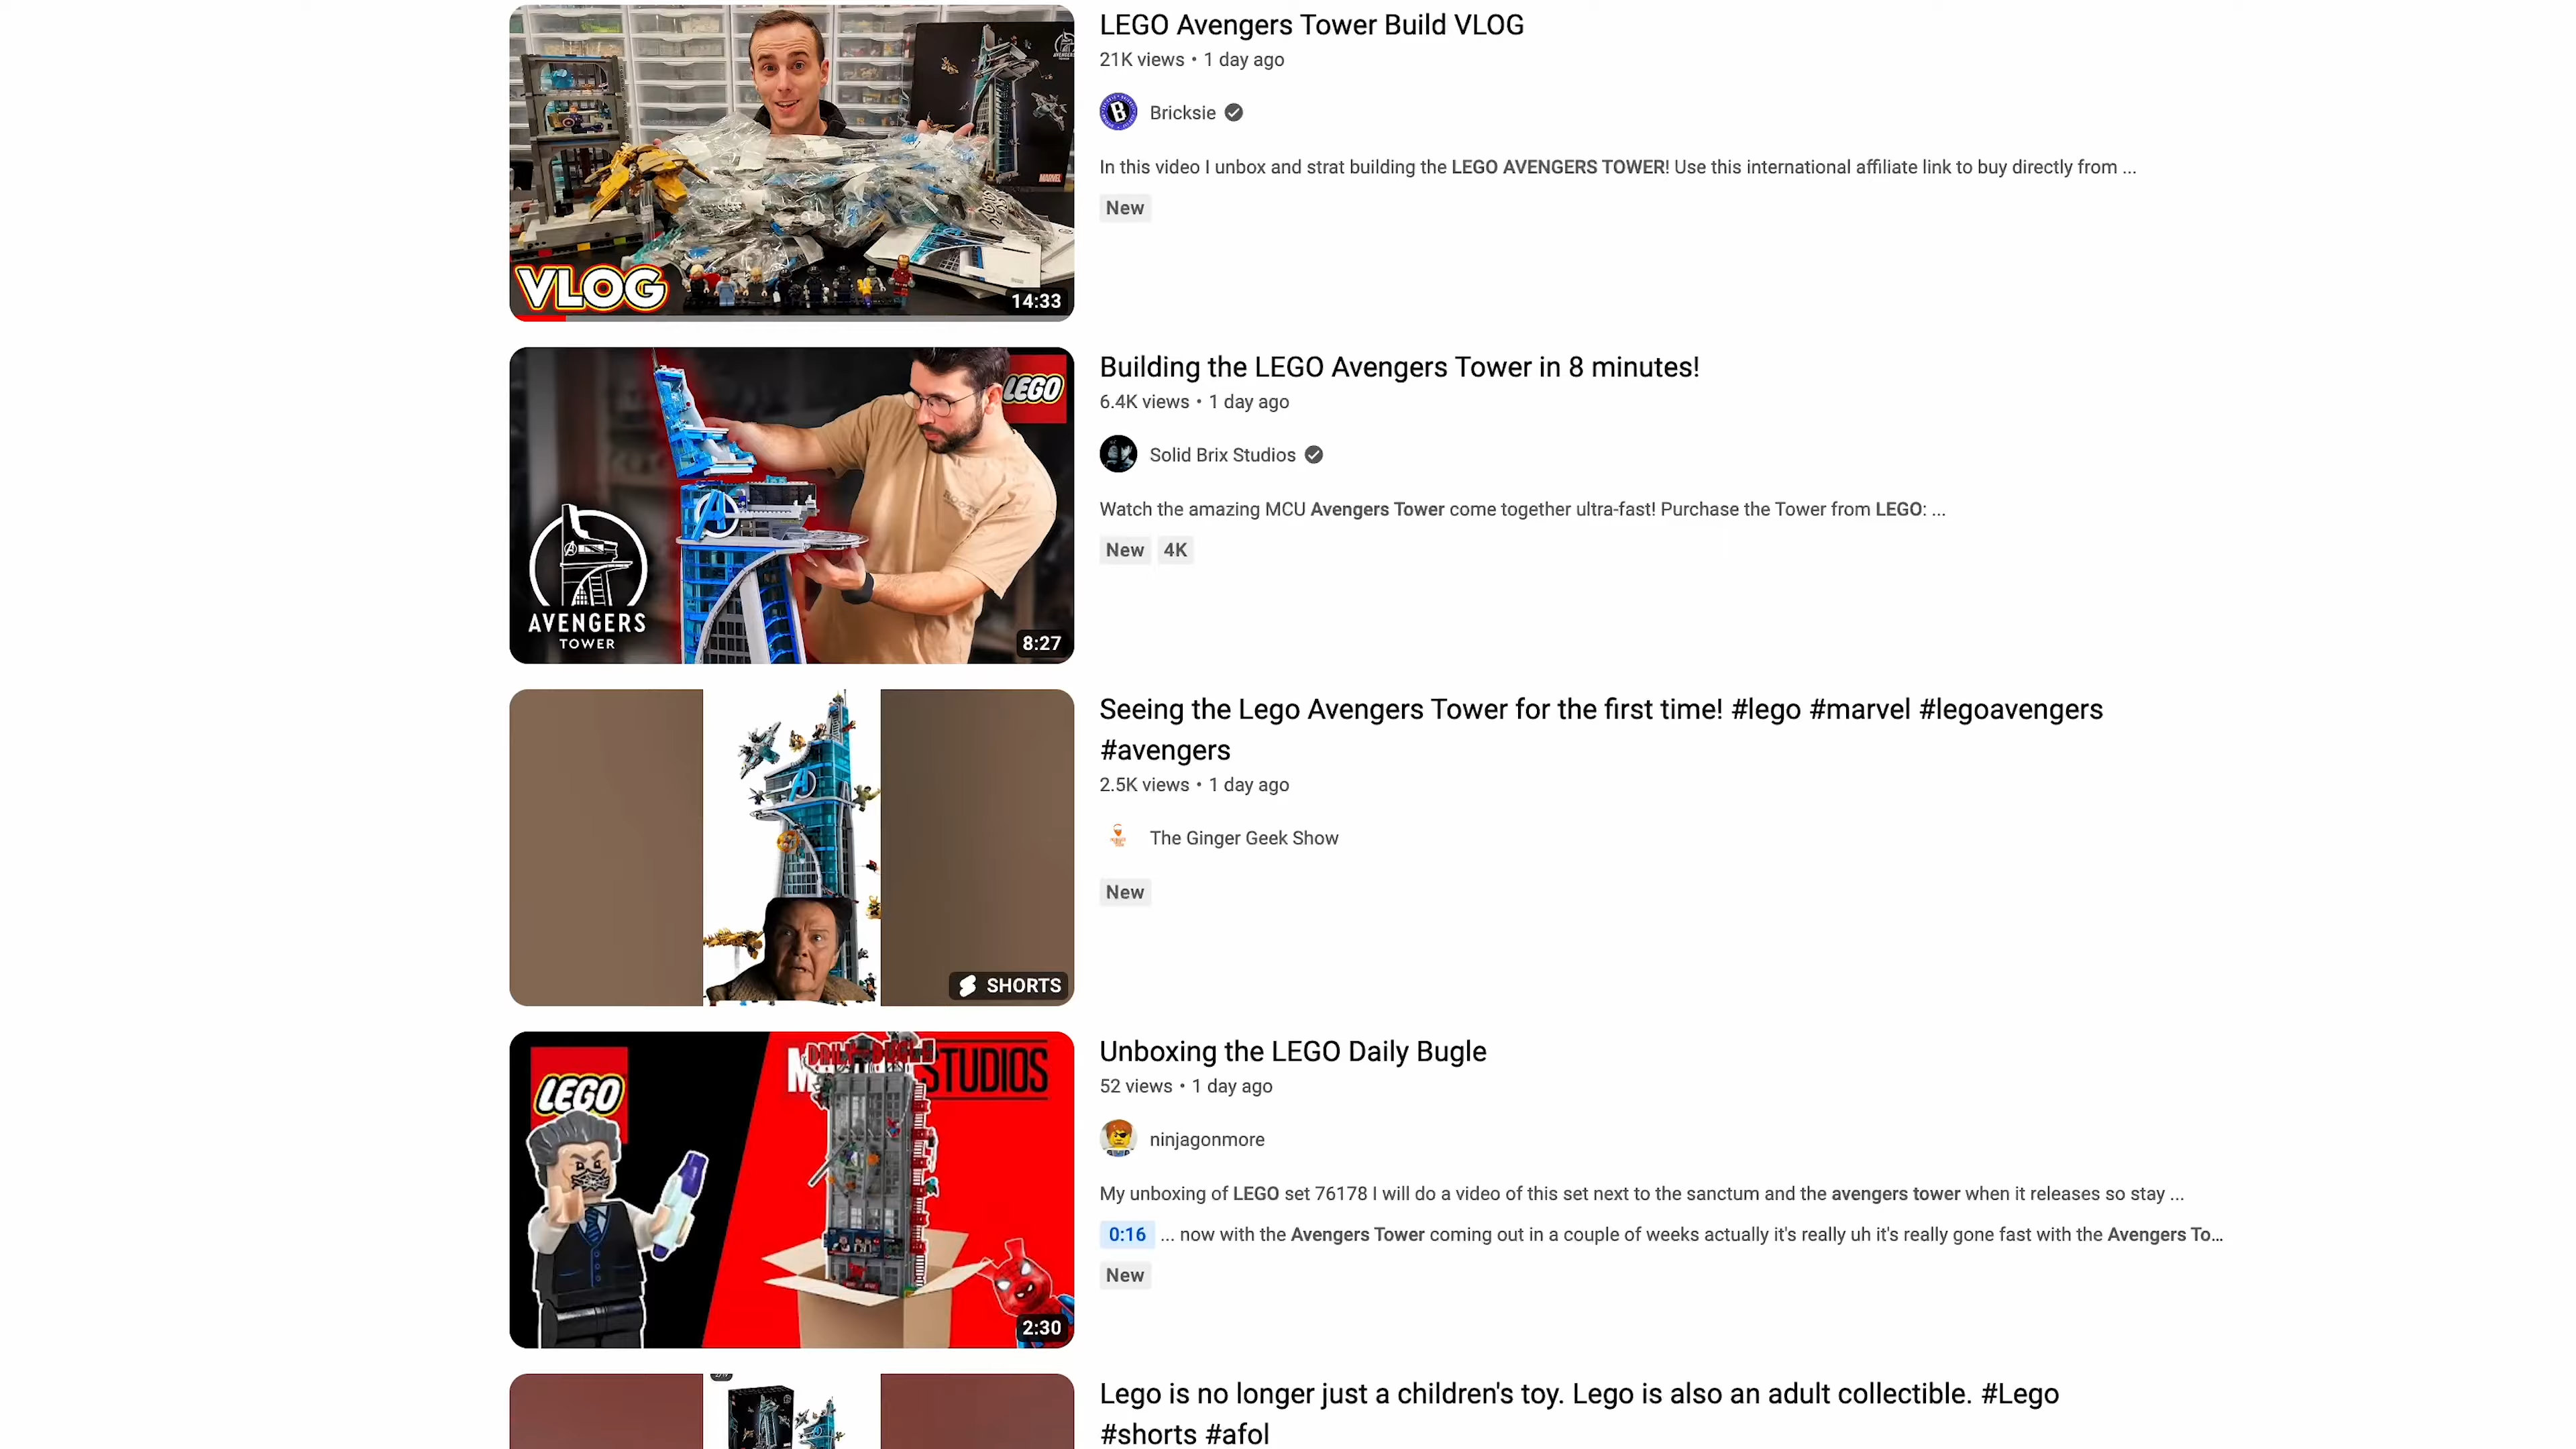 LEGO Avengers Tower Build VLOG
21K views • 1 day ago
Bricksie
In this video I unbox and strat building the LEGO AVENGERS TOWER! Use this international affiliate link to buy directly from ...
New
MARVEL
VLOG
14:33
Building the LEGO Avengers Tower in 8 minutes!
6.4K views • 1 day ago
Solid Brix Studios
Watch the amazing MCU Avengers Tower come together ultra-fast! Purchase the Tower from LEGO: ...
New 4K
LEGO
AVENGERS
TOWER
8:27
Seeing the Lego Avengers Tower for the first time! #lego #marvel #legoavengers
#avengers
2.5K views • 1 day ago
The Ginger Geek Show
New
SHORTS
Unboxing the LEGO Daily Bugle
52 views • 1 day ago
ninjagonmore
My unboxing of LEGO set 76178 I will do a video of this set next to the sanctum and the avengers tower when it releases so stay ...
0:16 ... now with the Avengers Tower coming out in a couple of weeks actually it's really uh it's really gone fast with the Avengers To...
New
LEGO
DAILY BUGLE
STUDIOS
2:30
Lego is no longer just a children's toy. Lego is also an adult collectible. #Lego
#shorts #afol